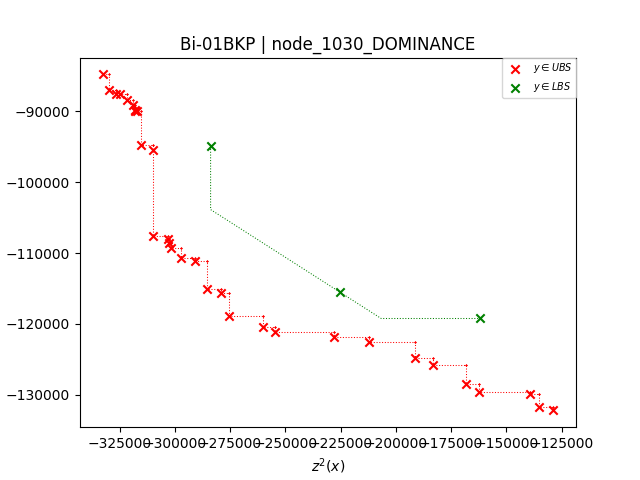 Bi-01BKP | node_1030_DOMINANCE
y ∈ UBS
y ∈ LBS
−90000
−100000
−110000
−120000
−130000
−325000−300000−275000−250000−225000−200000−175000−150000−125000
z²(x)